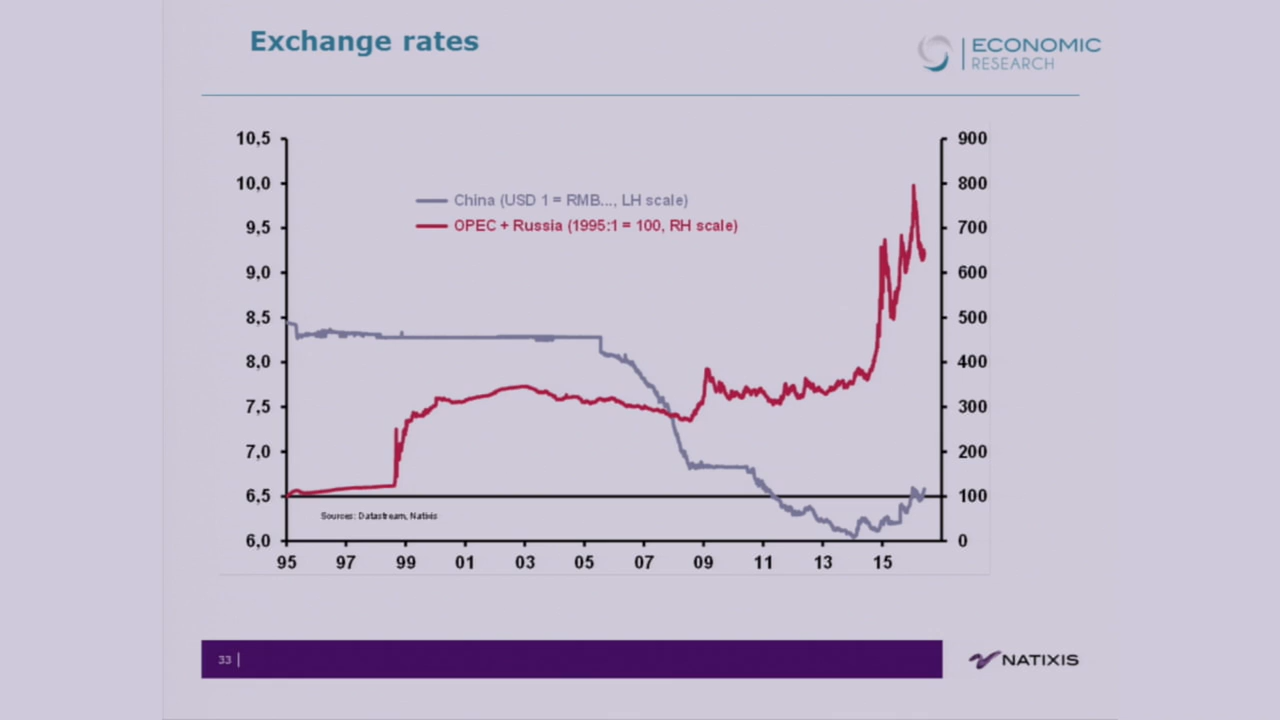 Exchange rates
ECONOMIC
RESEARCH
10,5
10,0
9,5
9,0
8,5
8,0
7,5
7,0
6,5
6,0
900
800
700
600
500
400
300
200
100
0
China (USD 1 = RMB..., LH scale)
OPEC + Russia (1995:1 = 100, RH scale)
Sources: Datastream, Natixis
95 97 99 01 03 05 07 09 11 13 15
33 |
NATIXIS